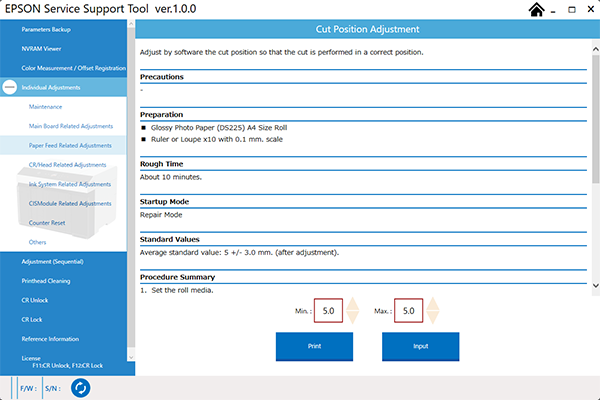 EPSON Service Support Tool ver.1.0.0
Parameters Backup
NVRAM Viewer
Color Measurement / Offset Registration
Individual Adjustments
Maintenance
Main Board Related Adjustments
Paper Feed Related Adjustments
CR/Head Related Adjustments
Ink System Related Adjustments
CISModule Related Adjustments
Counter Reset
Others
Adjustment (Sequential)
Printhead Cleaning
CR Unlock
CR Lock
Reference Information
License
F11:CR Unlock, F12:CR Lock
F/W : S/N :
Cut Position Adjustment
Adjust by software the cut position so that the cut is performed in a correct position.
Precautions
-
Preparation
■ Glossy Photo Paper (DS225) A4 Size Roll
■ Ruler or Loupe x10 with 0.1 mm. scale
Rough Time
About 10 minutes.
Startup Mode
Repair Mode
Standard Values
Average standard value: 5 +/- 3.0 mm. (after adjustment).
Procedure Summary
1. Set the roll media.
Min. : 5.0 Max. : 5.0
Print Input